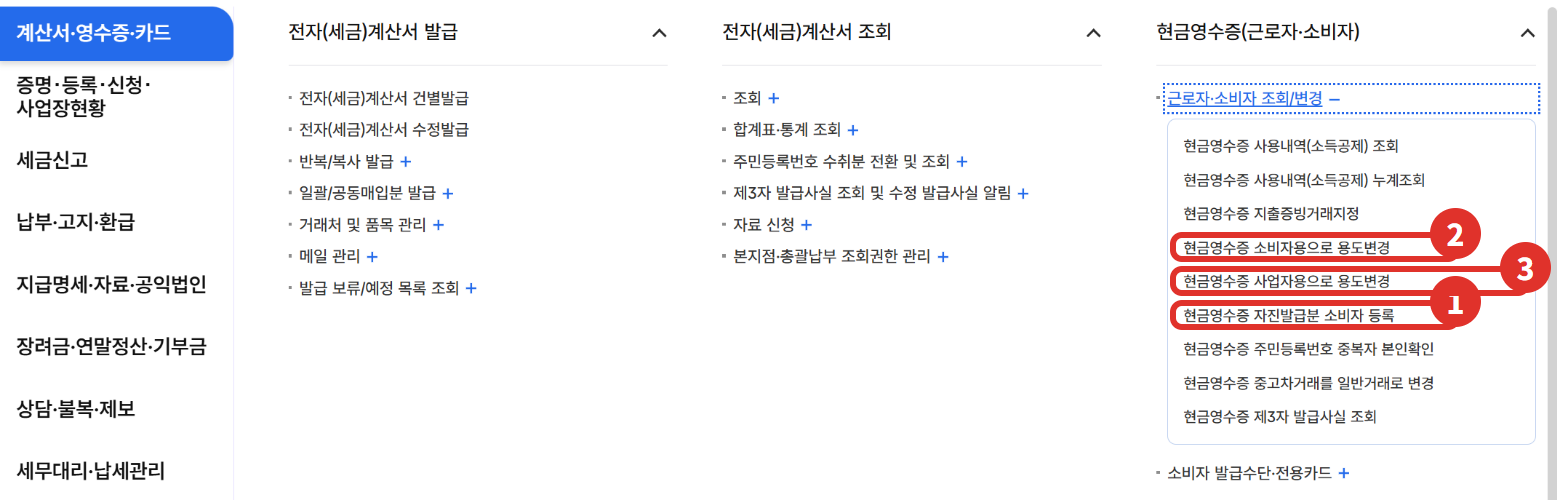 계산서·영수증·카드
증명·등록·신청·
사업장현황
세금신고
납부·고지·환급
지급명세·자료·공익법인
장려금·연말정산·기부금
상담·불복·제보
세무대리·납세관리
전자(세금)계산서 발급
전자(세금)계산서 건별발급
전자(세금)계산서 수정발급
반복/복사 발급 +
일괄/공동매입분 발급 +
거래처 및 품목 관리 +
메일 관리 +
발급 보류/예정 목록 조회 +
전자(세금)계산서 조회
조회 +
합계표·통계 조회 +
주민등록번호 수취분 전환 및 조회 +
제3자 발급사실 조회 및 수정 발급사실 알림 +
자료 신청 +
본지점·총괄납부 조회권한 관리 +
현금영수증(근로자·소비자)
근로자·소비자 조회/변경 –
현금영수증 사용내역(소득공제) 조회
현금영수증 사용내역(소득공제) 누계조회
현금영수증 지출증빙거래지정
현금영수증 소비자용으로 용도변경 2
현금영수증 사업자용으로 용도변경 3
현금영수증 자진발급분 소비자 등록 1
현금영수증 주민등록번호 중복자 본인확인
현금영수증 중고차거래를 일반거래로 변경
현금영수증 제3자 발급사실 조회
소비자 발급수단·전용카드 +